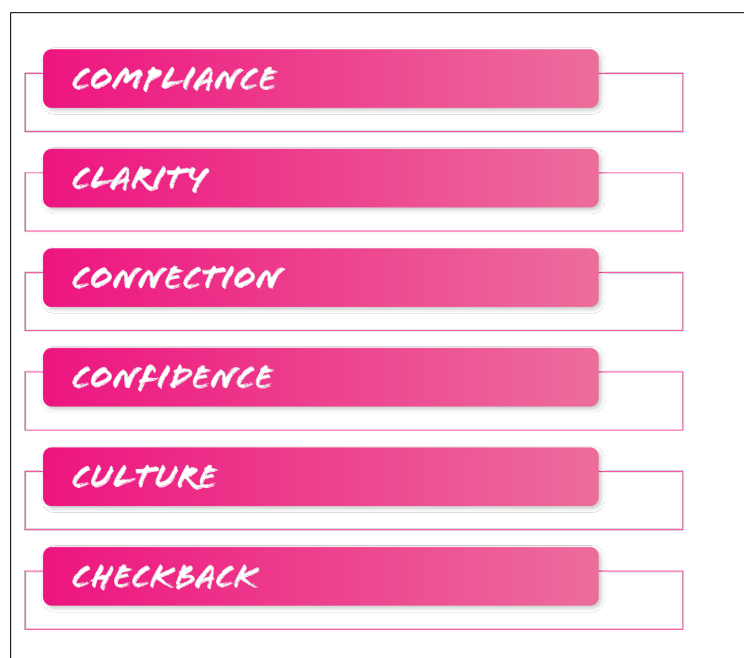 COMPLIANCE
CLARITY
CONNECTION
CONFIDENCE
CULTURE
CHECKBACK